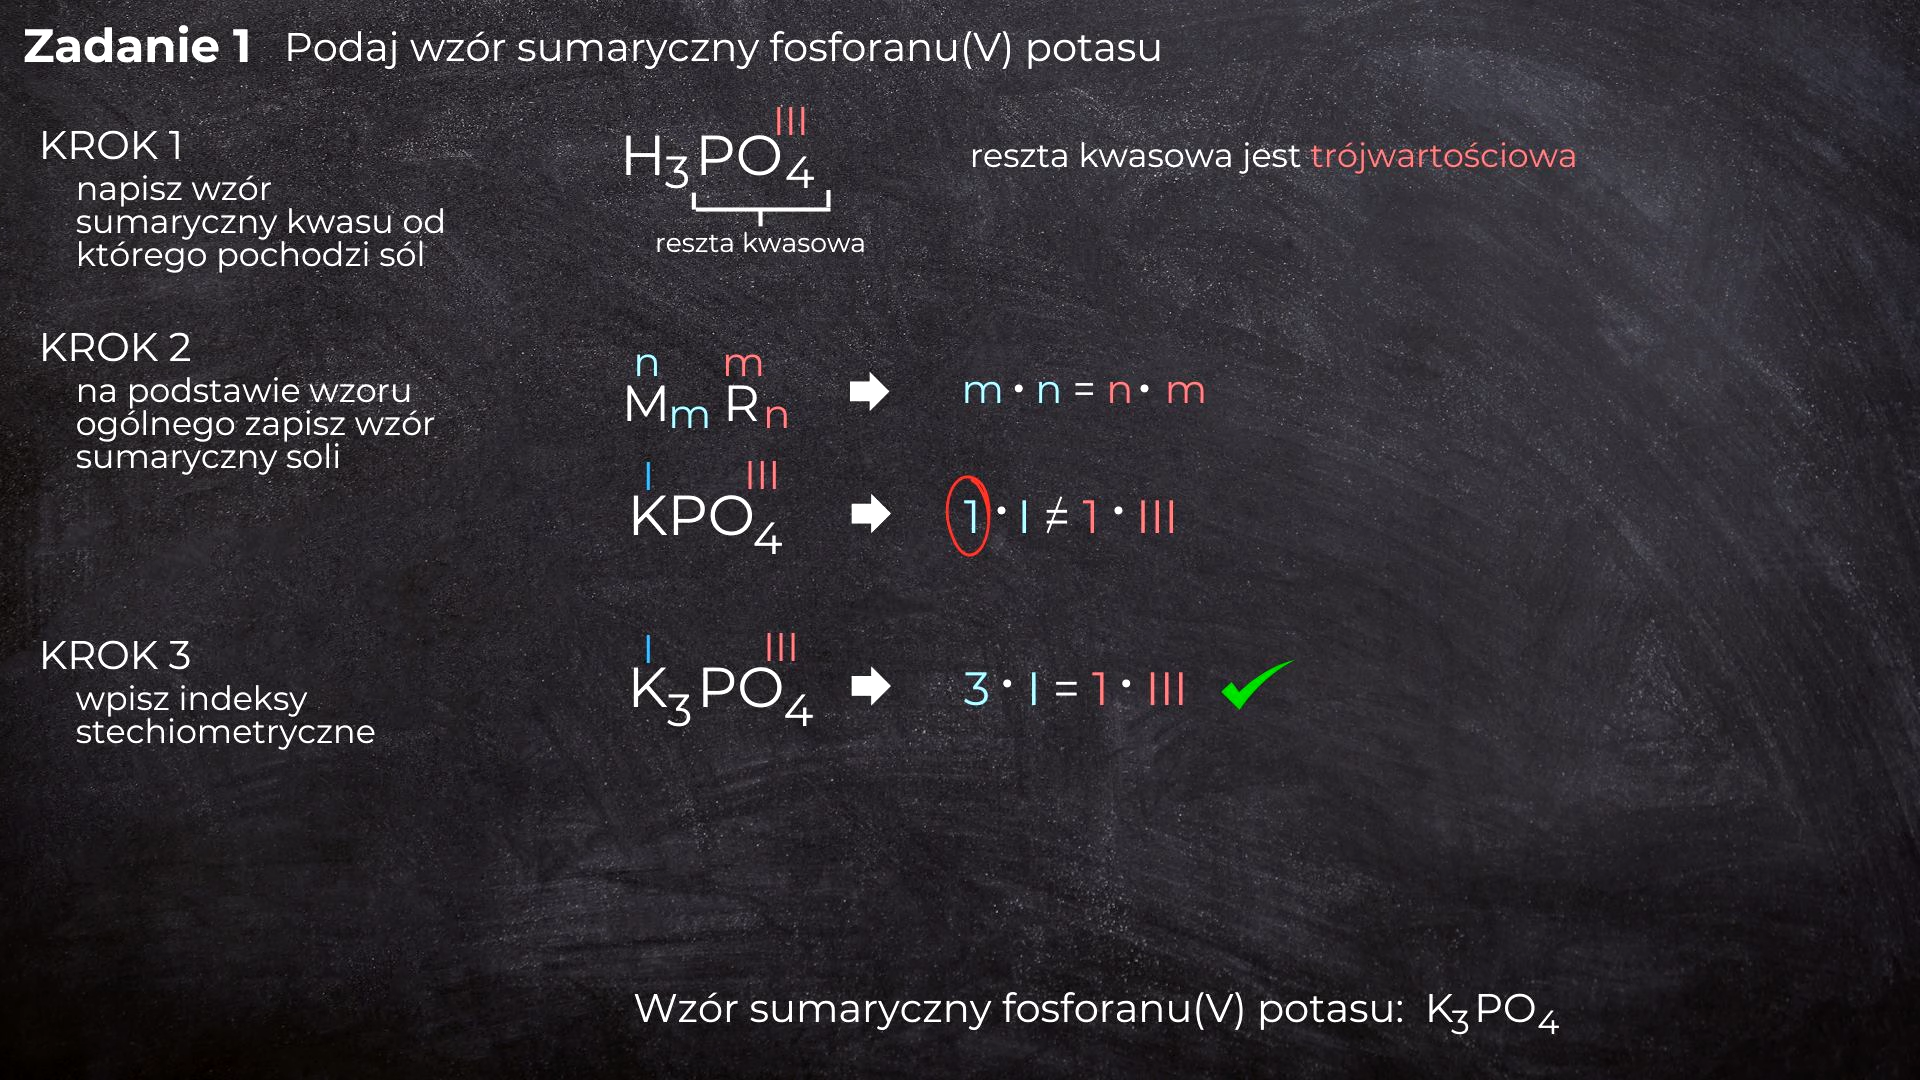 Zadanie 1 Podaj wzór sumaryczny fosforanu(V) potasu
KROK 1
napisz wzór
sumaryczny kwasu od
którego pochodzi sól
III
H₃PO₄
reszta kwasowa
reszta kwasowa jest trójwartościowa
KROK 2
na podstawie wzoru
ogólnego zapisz wzór
sumaryczny soli
n m
Mm Rn
m · n = n · m
I III
KPO₄
1 · I ≠ 1 · III
KROK 3
wpisz indeksy
stechiometryczne
I III
K₃PO₄
3 · I = 1 · III
Wzór sumaryczny fosforanu(V) potasu: K₃PO₄